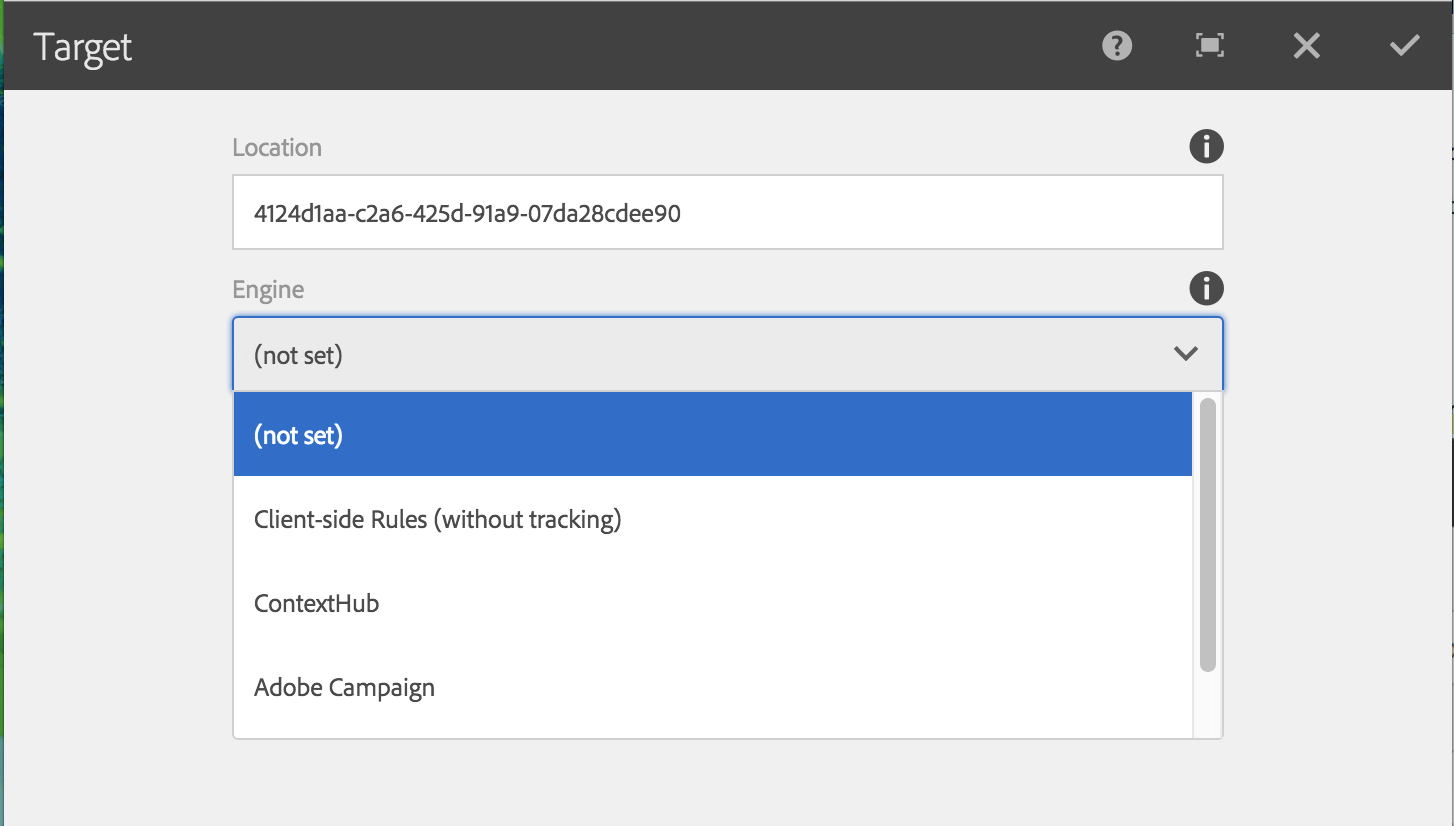 Target
Location
4124d1aa-c2a6-425d-91a9-07da28cdee90
Engine
(not set)
(not set)
Client-side Rules (without tracking)
ContextHub
Adobe Campaign